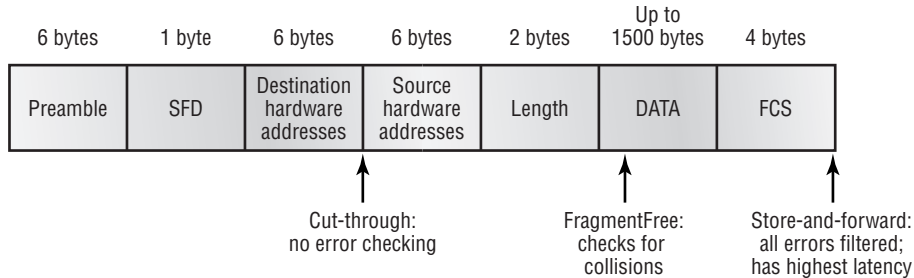 6 bytes
1 byte
6 bytes
6 bytes
2 bytes
Up to
1500 bytes
4 bytes
Preamble
SFD
Destination
hardware
addresses
Source
hardware
addresses
Length
DATA
FCS
Cut-through:
no error checking
FragmentFree:
checks for
collisions
Store-and-forward:
all errors filtered;
has highest latency